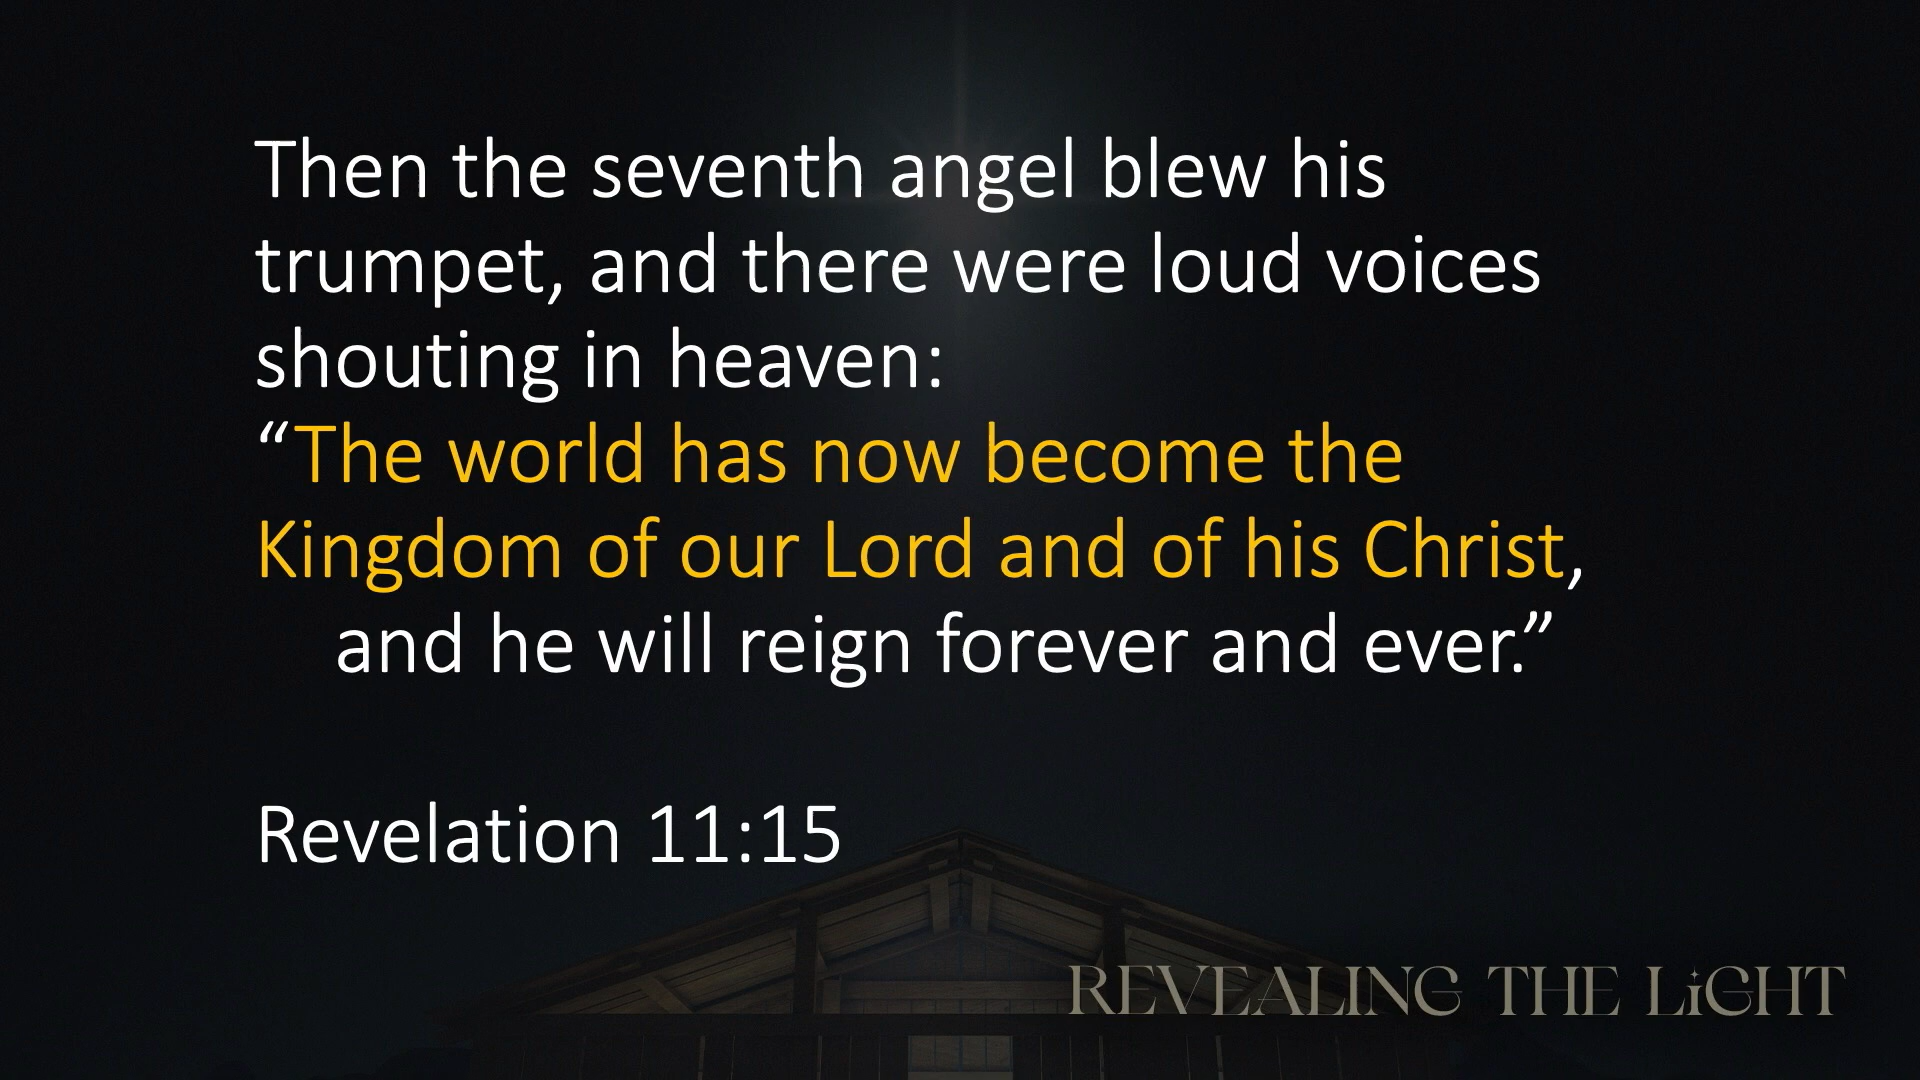 Then the seventh angel blew his
trumpet, and there were loud voices
shouting in heaven:
“The world has now become the
Kingdom of our Lord and of his Christ,
and he will reign forever and ever.”
Revelation 11:15
REVEALING THE LiGHT